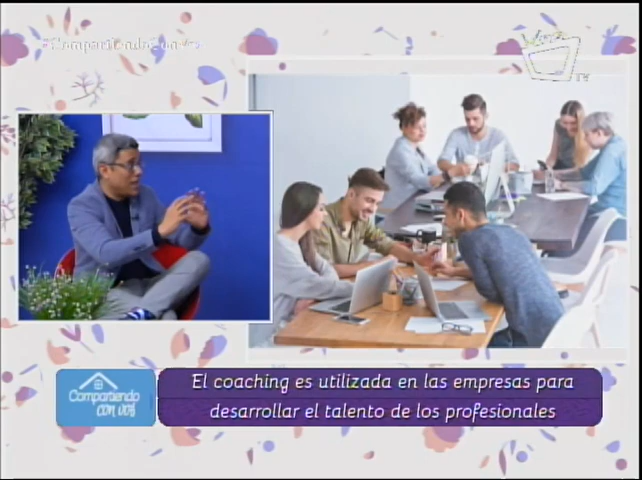 El coaching es utilizada en las empresas para
desarrollar el talento de los profesionales
Compartiendo
con vos